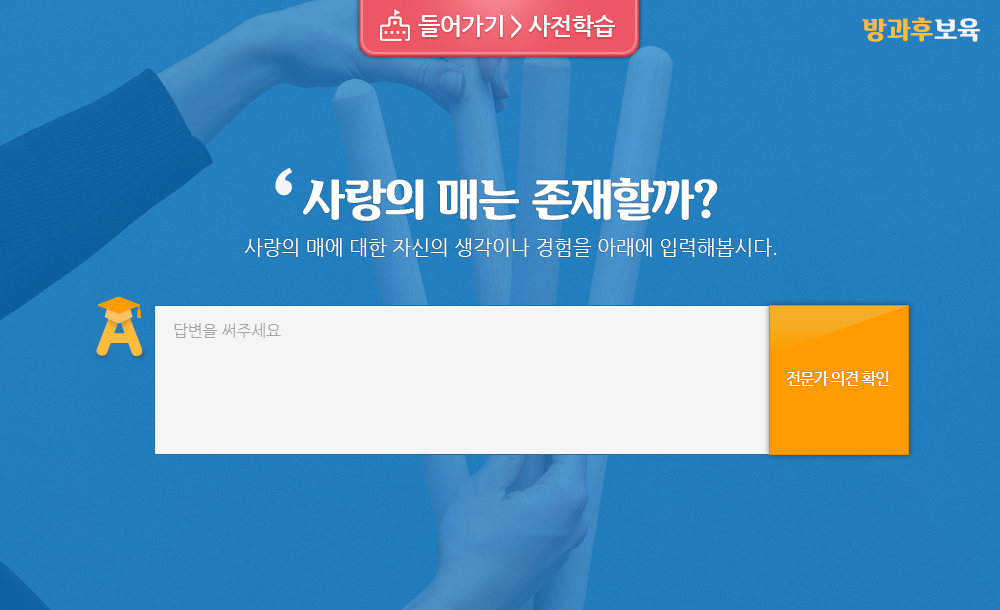 들어가기 > 사전학습
방과후보육
‘ 사랑의 매는 존재할까?
사랑의 매에 대한 자신의 생각이나 경험을 아래에 입력해봅시다.
A
답변을 써주세요
전문가 의견 확인